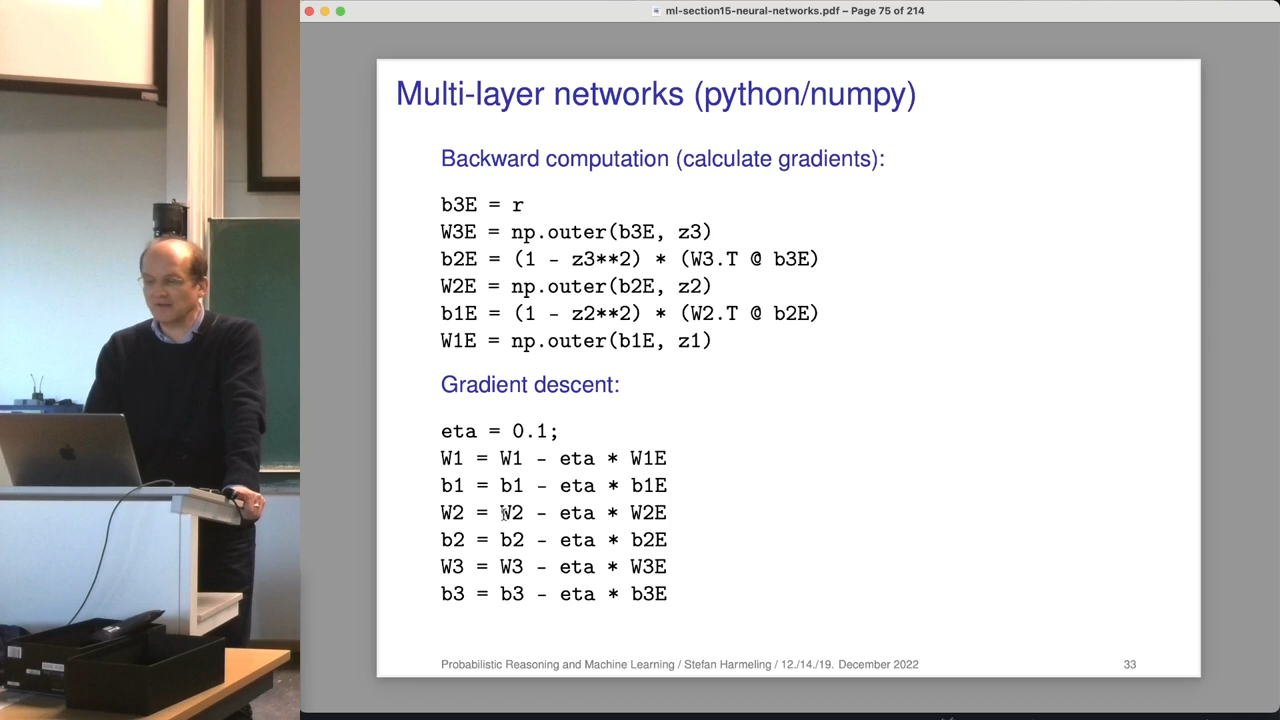 ml-section15-neural-networks.pdf – Page 75 of 214
Multi-layer networks (python/numpy)
Backward computation (calculate gradients):
b3E = r
W3E = np.outer(b3E, z3)
b2E = (1 - z3**2) * (W3.T @ b3E)
W2E = np.outer(b2E, z2)
b1E = (1 - z2**2) * (W2.T @ b2E)
W1E = np.outer(b1E, z1)
Gradient descent:
eta = 0.1;
W1 = W1 - eta * W1E
b1 = b1 - eta * b1E
W2 = W2 - eta * W2E
b2 = b2 - eta * b2E
W3 = W3 - eta * W3E
b3 = b3 - eta * b3E
Probabilistic Reasoning and Machine Learning / Stefan Harmeling / 12./14./19. December 2022
33